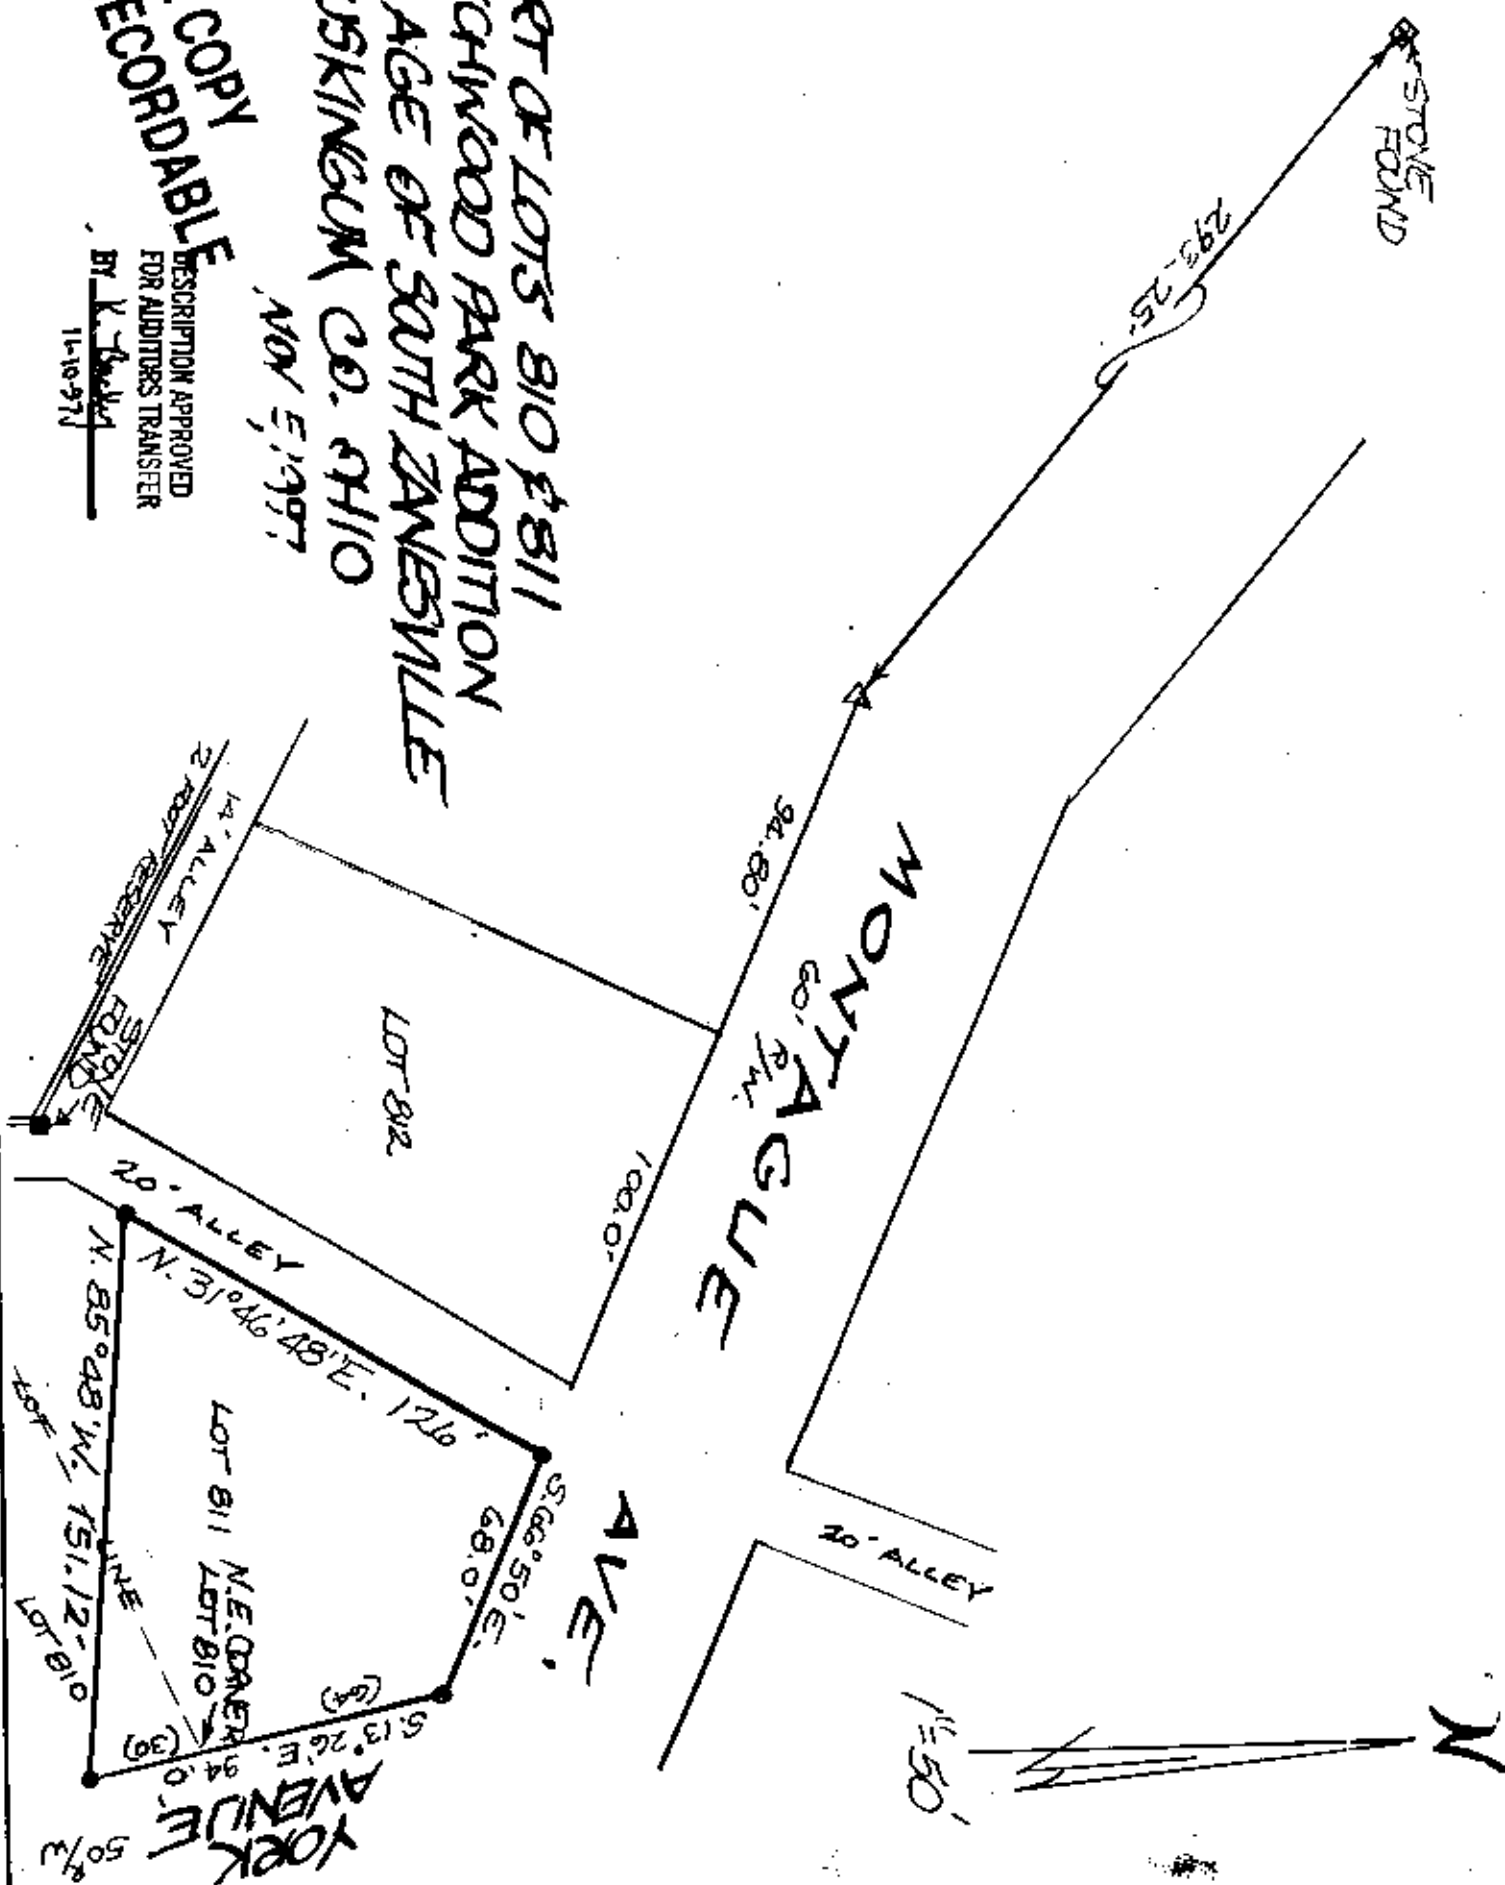 RT OF LOTS 810 & 811
CHWOOD PARK ADDITION
AGE OF SOUTH ZANESVILLE
USKINGUM CO. OHIO
COPY
ECORDABLE
DESCRIPTION APPROVED
FOR AUDITORS TRANSFER
BY K.
11-10-97
STONE
FOUND
293.25'
94.80'
MONTAGUE AVE.
60' R/W.
100.0'
LOT 812
14' ALLEY
2 FOOT RESERVE
STONE
FOUND
20' ALLEY
N. 31°46'48"E. 126'
S. 66°50'E.
68.0'
20' ALLEY
N. 85°48'W. 151.12'
LOT LINE
LOT 811
N.E. CORNER
LOT 810
LOT 810
(64)
(30)
S. 13°26'E. 94.0'
YORK
AVENUE
50' R/W
N
1"=50'